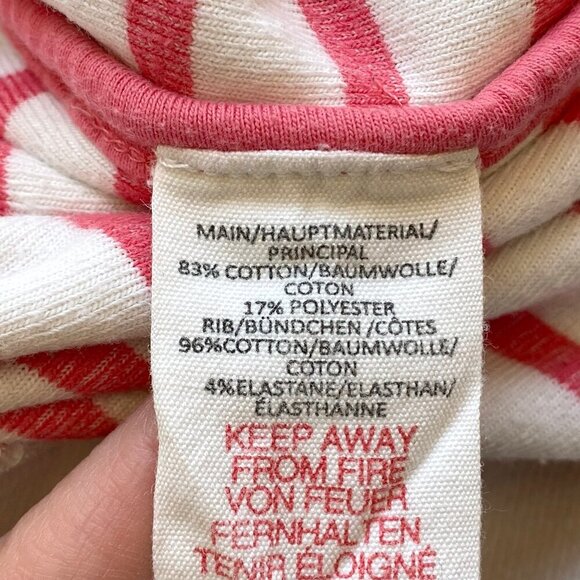 MAIN/HAUPTMATERIAL/
PRINCIPAL
83% COTTON/BAUMWOLLE/
COTON
17% POLYESTER
RIB/BÜNDCHEN /CÔTES
96%COTTON/BAUMWOLLE/
COTON
4%ELASTANE/ELASTHAN/
ÉLASTHANNE
KEEP AWAY
FROM FIRE
VON FEUER
FERNHALTEN
TENIR ÉLOIGNÉ